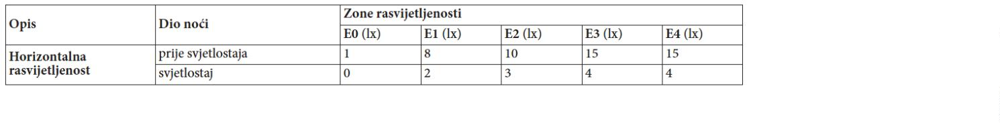 Opis Dio noći Zone rasvijetljenosti
E0 (lx) E1 (lx) E2 (lx) E3 (lx) E4 (lx)
Horizontalna rasvijetljenost prije svjetlostaja 1 8 10 15 15
svjetlostaj 0 2 3 4 4